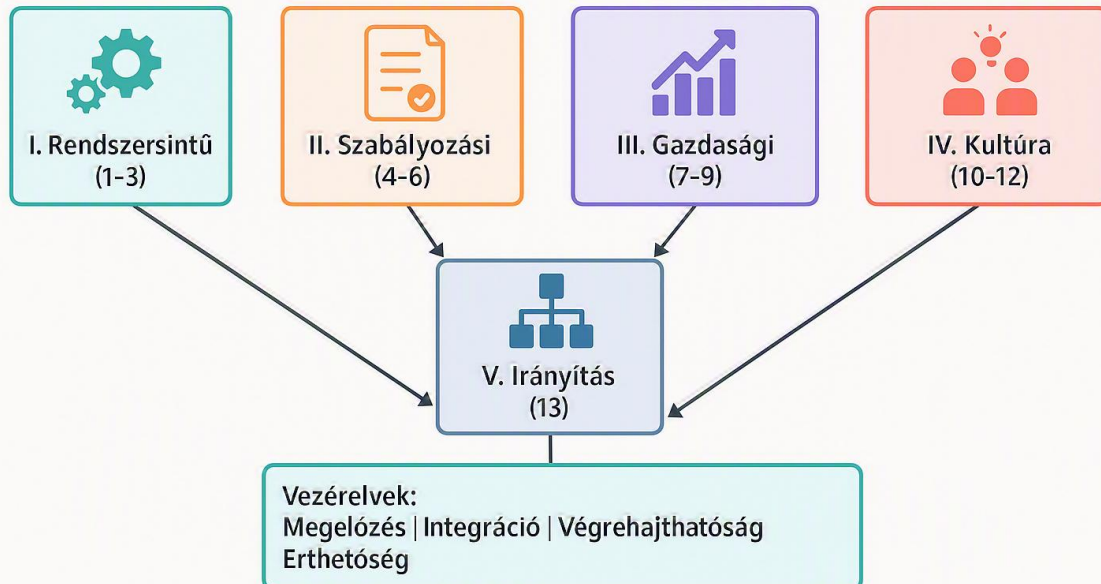 I. Rendszersintű
(1-3)
II. Szabályozási
(4-6)
III. Gazdasági
(7-9)
IV. Kultúra
(10-12)
V. Irányítás
(13)
Vezérelvek:
Megelózés | Integráció | Végrehajthatóság
Erthetóség